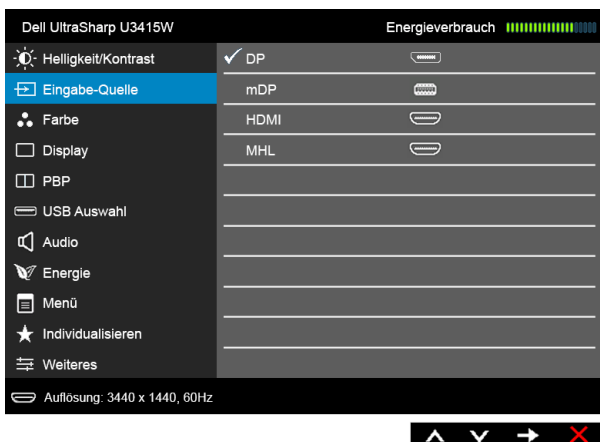 Dell UltraSharp U3415W Energieverbrauch
Helligkeit/Kontrast DP
Eingabe-Quelle mDP
Farbe HDMI
Display MHL
PBP
USB Auswahl
Audio
Energie
Menü
Individualisieren
Weiteres
Auflösung: 3440 x 1440, 60Hz